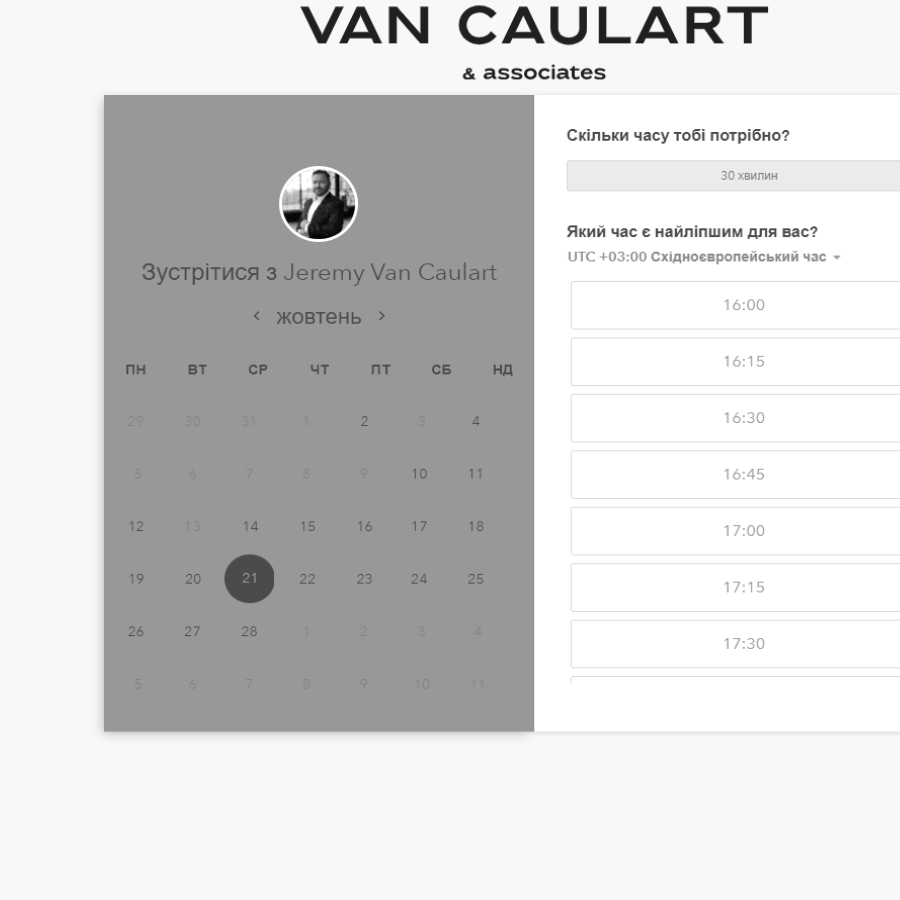 VAN CAULART
& associates
Зустрітися з Jeremy Van Caulart
жовтень
ПН ВТ СР ЧТ ПТ СБ НД
29 30 31 1 2 3 4
5 6 7 8 9 10 11
12 13 14 15 16 17 18
19 20 21 22 23 24 25
26 27 28 1 2 3 4
5 6 7 8 9 10 11
Скільки часу тобі потрібно?
30 хвилин
Який час є найліпшим для вас?
UTC +03:00 Східноєвропейський час
16:00
16:15
16:30
16:45
17:00
17:15
17:30